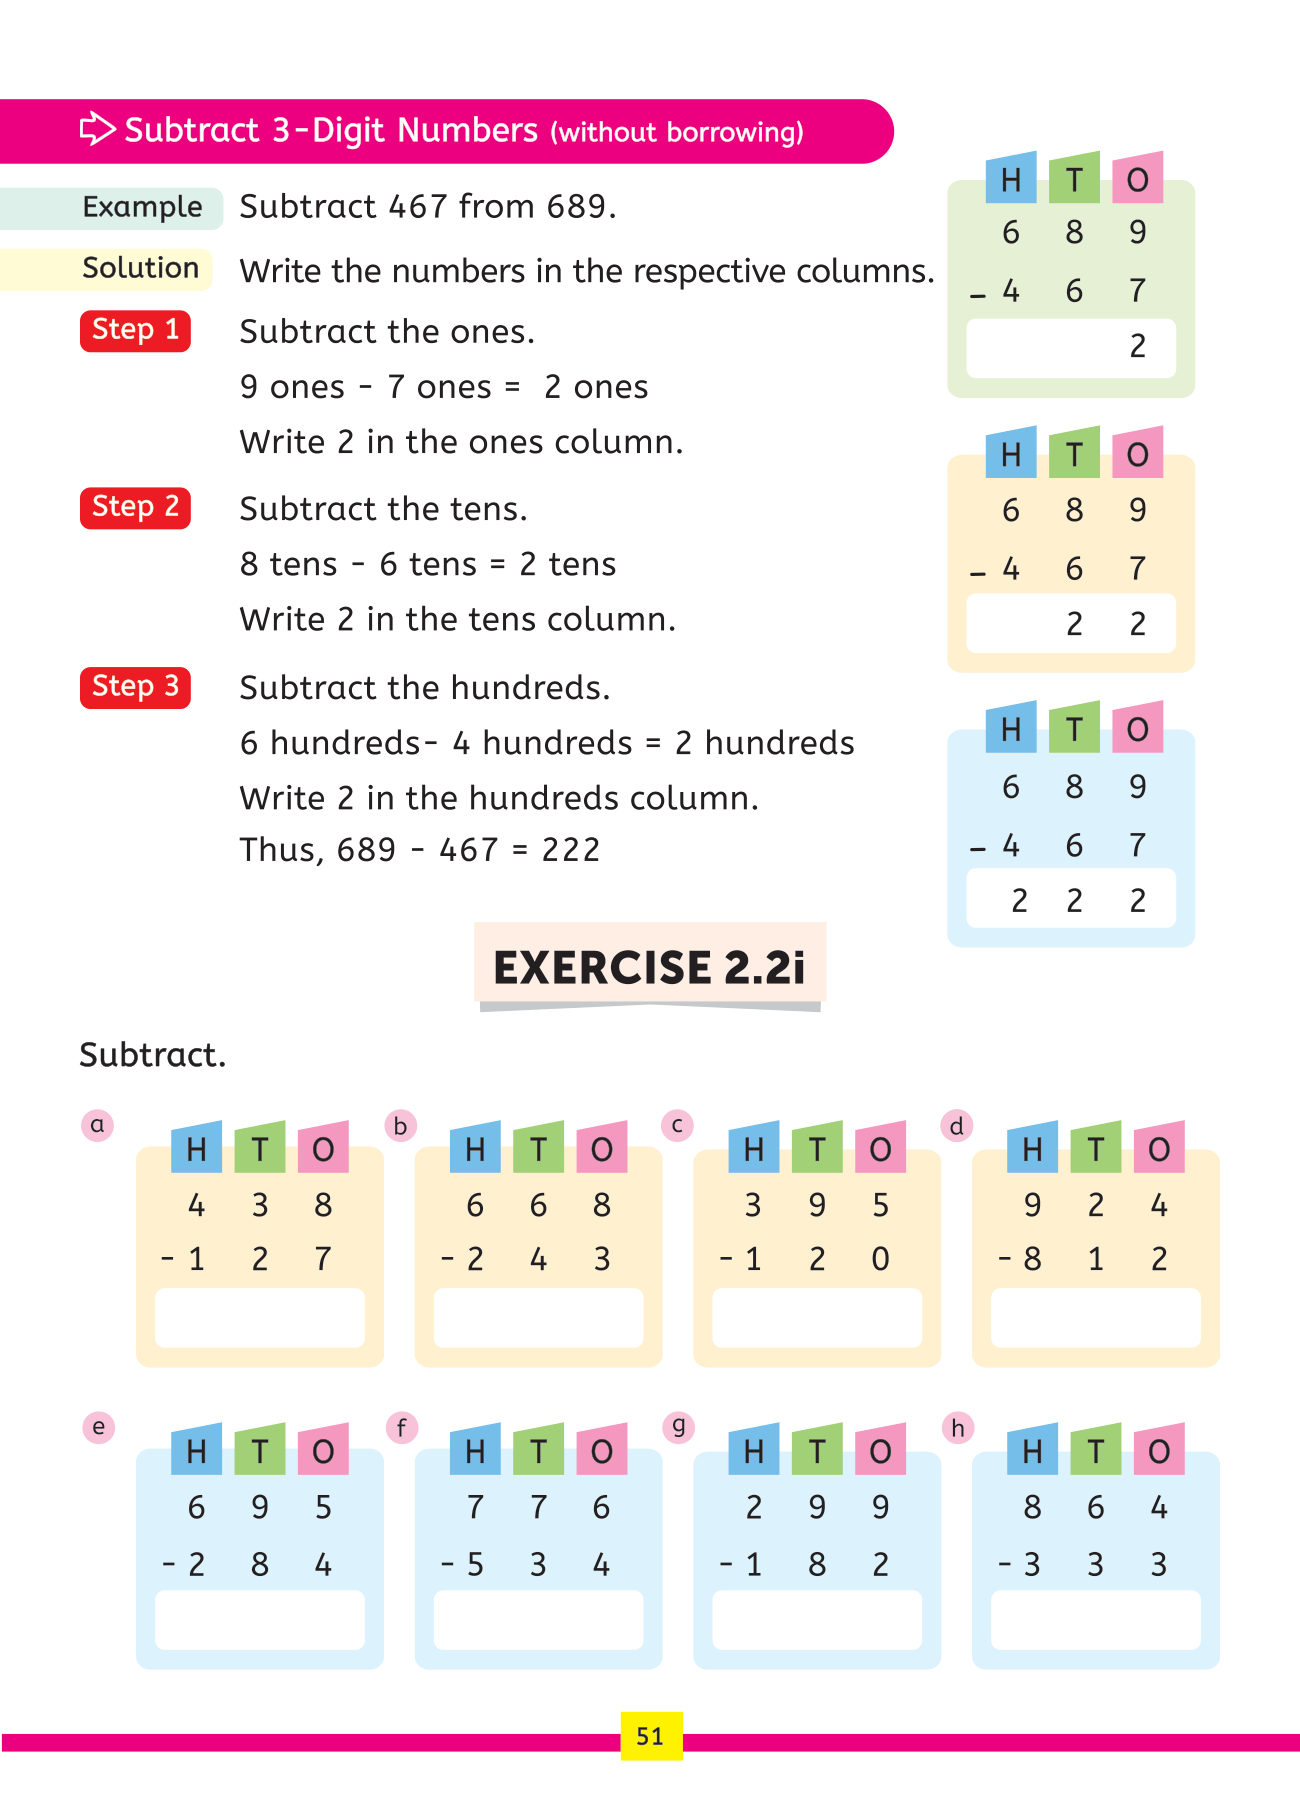 Subtract 3-Digit Numbers (without borrowing)
Example Subtract 467 from 689.
Solution Write the numbers in the respective columns.
H T O
6 8 9
- 4 6 7
2
Step 1 Subtract the ones.
9 ones - 7 ones = 2 ones
Write 2 in the ones column.
H T O
6 8 9
- 4 6 7
2 2
Step 2 Subtract the tens.
8 tens - 6 tens = 2 tens
Write 2 in the tens column.
H T O
6 8 9
- 4 6 7
2 2 2
Step 3 Subtract the hundreds.
6 hundreds- 4 hundreds = 2 hundreds
Write 2 in the hundreds column.
Thus, 689 - 467 = 222
EXERCISE 2.2i
Subtract.
a
H T O
4 3 8
- 1 2 7
b
H T O
6 6 8
- 2 4 3
c
H T O
3 9 5
- 1 2 0
d
H T O
9 2 4
- 8 1 2
e
H T O
6 9 5
- 2 8 4
f
H T O
7 7 6
- 5 3 4
g
H T O
2 9 9
- 1 8 2
h
H T O
8 6 4
- 3 3 3
51